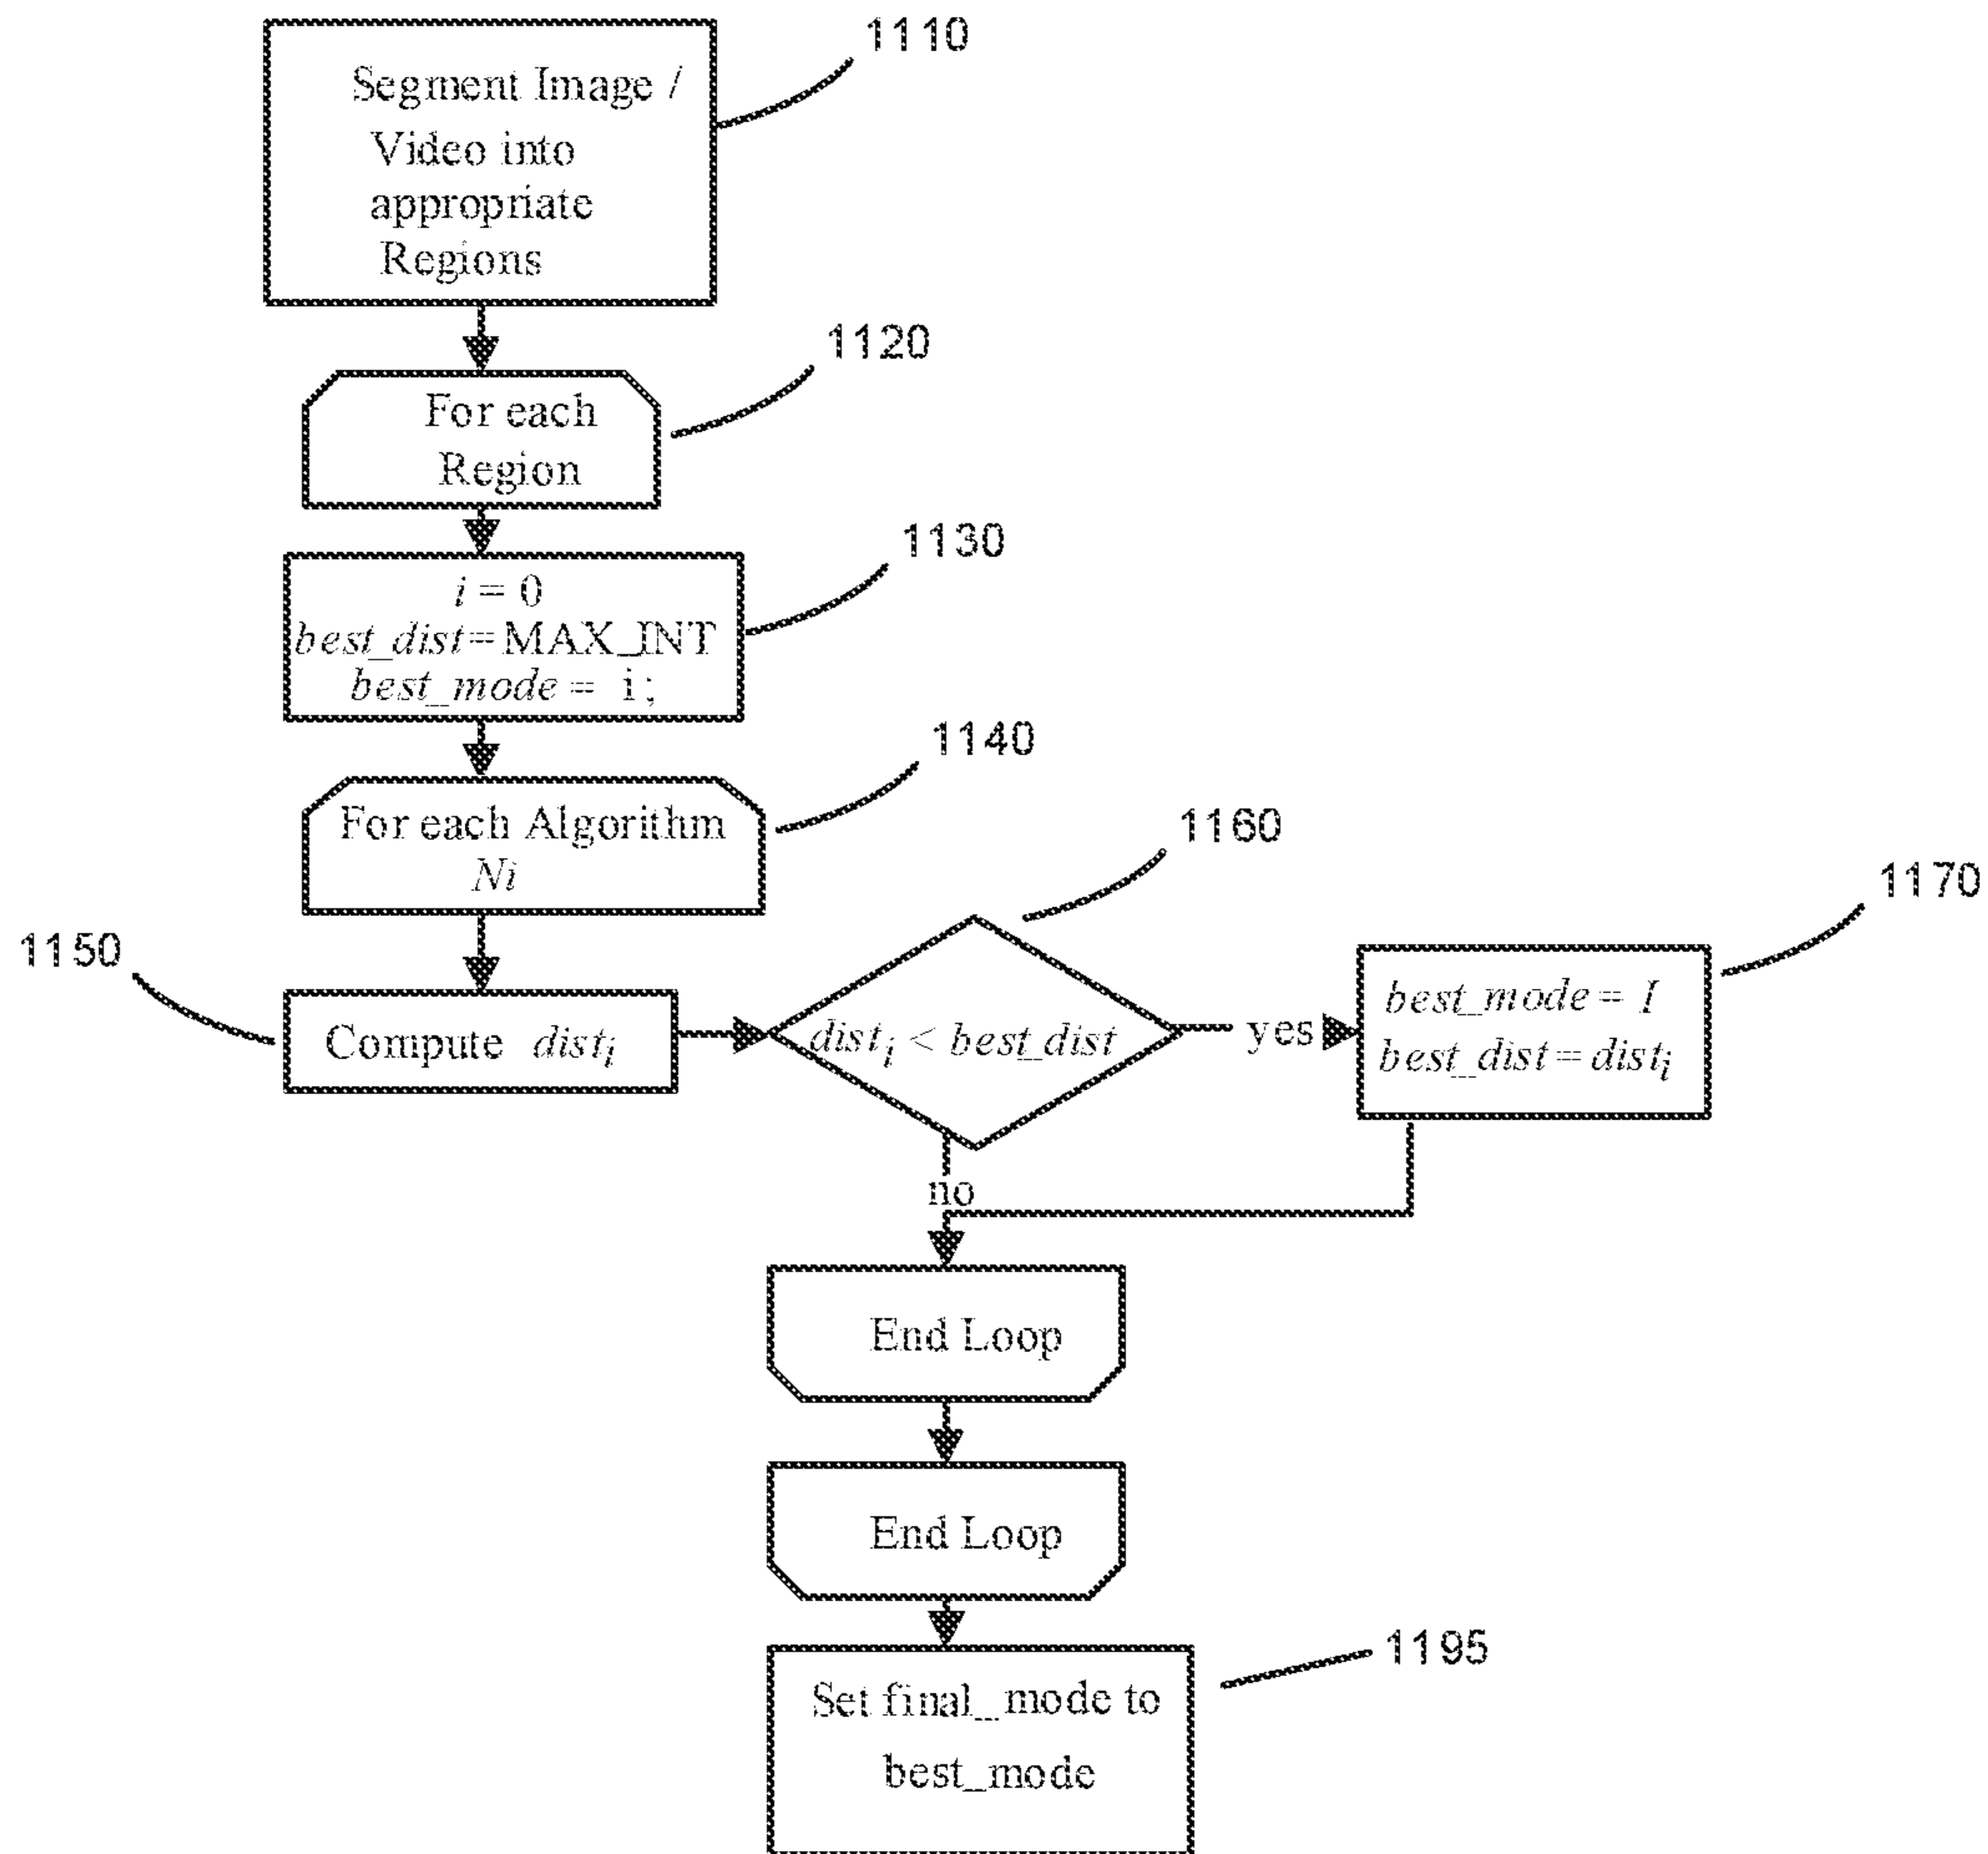 1110
Segment Image /
Video into
appropriate
Regions
1120
For each
Region
1130
i = 0
best_dist = MAX_INT
best_mode = i;
1140
For each Algorithm
Ni
1150
Compute dist_i
1160
dist_i < best_dist
yes
no
1170
best_mode = I
best_dist = dist_i
End Loop
End Loop
1195
Set final_mode to
best_mode